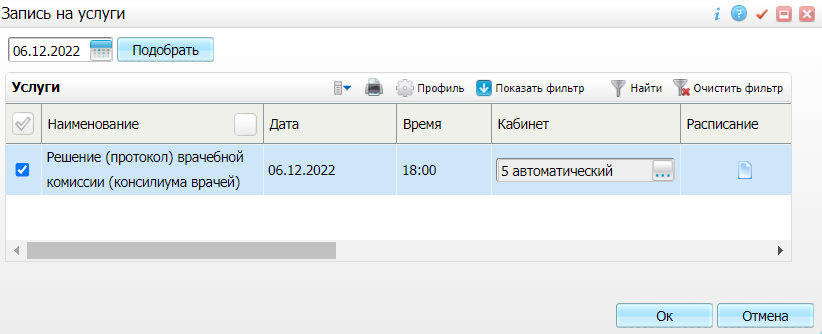 Запись на услуги
06.12.2022 Подобрать
Услуги Профиль Показать фильтр Найти Очистить фильтр
Наименование Дата Время Кабинет Расписание
Решение (протокол) врачебной
комиссии (консилиума врачей) 06.12.2022 18:00 5 автоматический ...
Ок Отмена